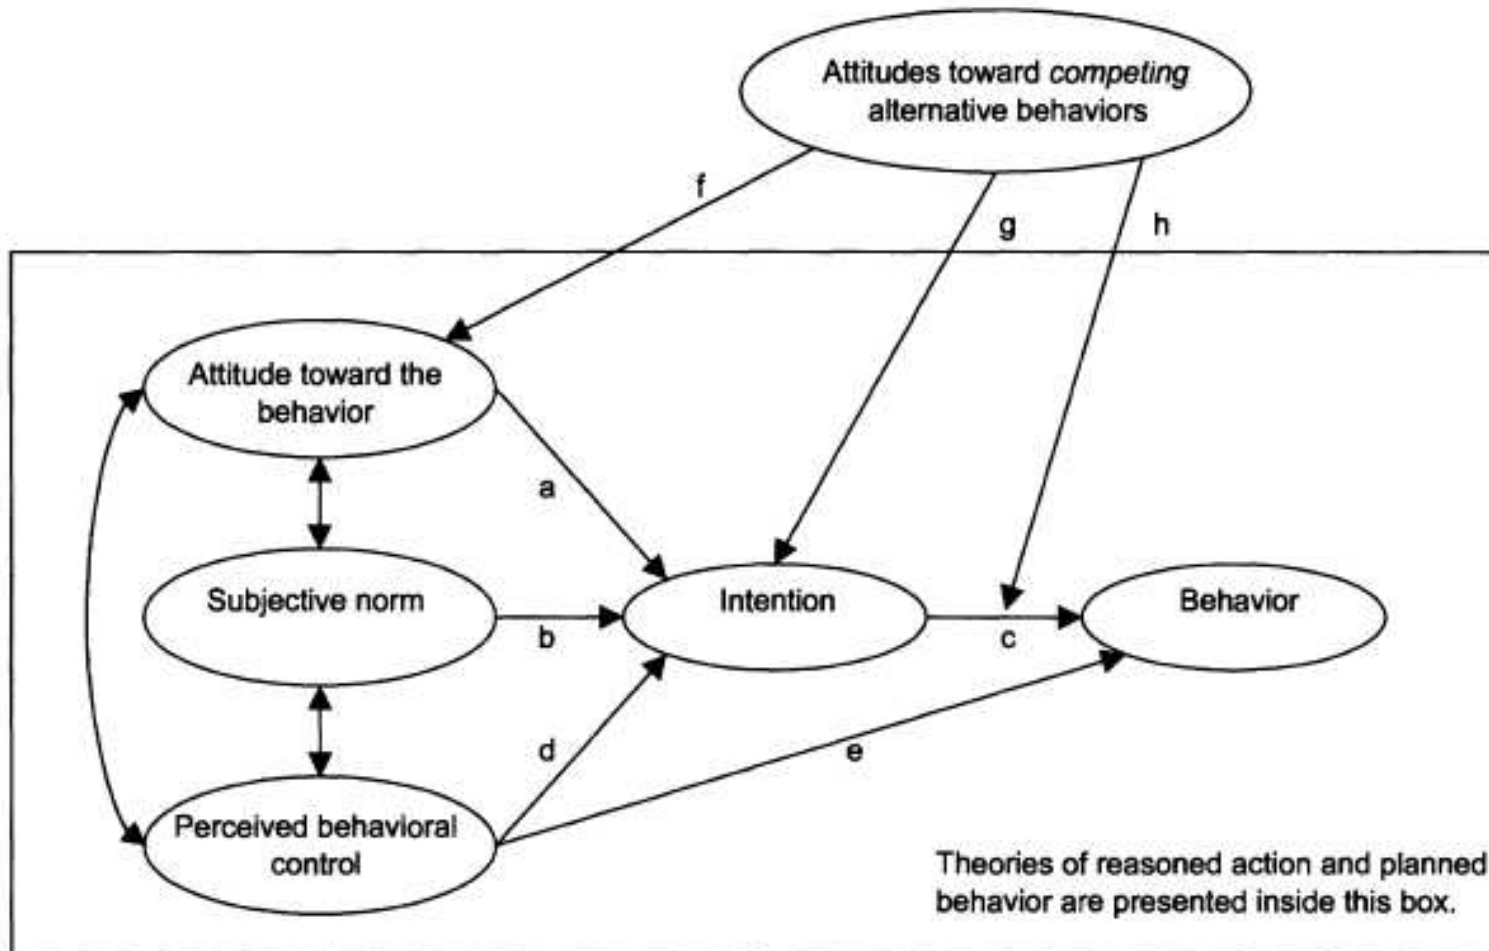 Attitudes toward competing
alternative behaviors
f
g
h
Attitude toward the
behavior
a
Subjective norm
b
Intention
c
Behavior
d
e
Perceived behavioral
control
Theories of reasoned action and planned
behavior are presented inside this box.